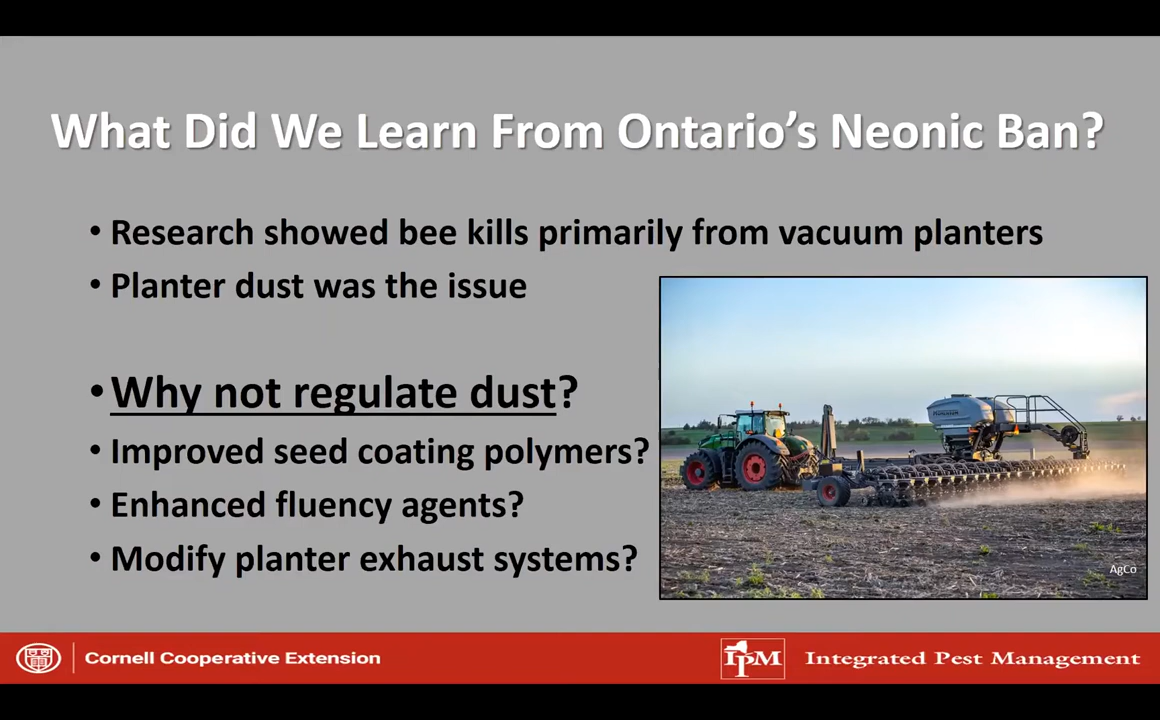 What Did We Learn From Ontario's Neonic Ban?
• Research showed bee kills primarily from vacuum planters
• Planter dust was the issue
• Why not regulate dust?
• Improved seed coating polymers?
• Enhanced fluency agents?
• Modify planter exhaust systems?
AgCo
Cornell Cooperative Extension
IPM Integrated Pest Management